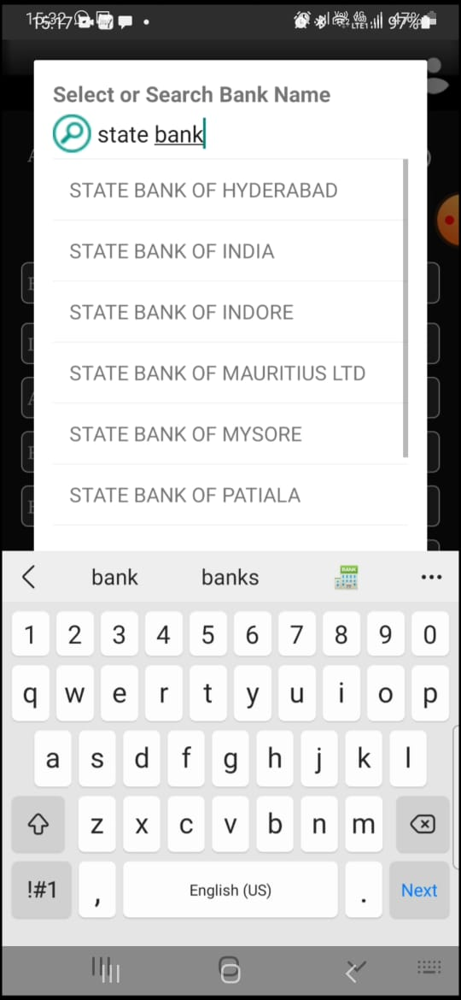 Select or Search Bank Name
state bank
STATE BANK OF HYDERABAD
STATE BANK OF INDIA
STATE BANK OF INDORE
STATE BANK OF MAURITIUS LTD
STATE BANK OF MYSORE
STATE BANK OF PATIALA
bank banks BANK
1 2 3 4 5 6 7 8 9 0
q w e r t y u i o p
a s d f g h j k l
z x c v b n m
!#1 , English (US) . Next